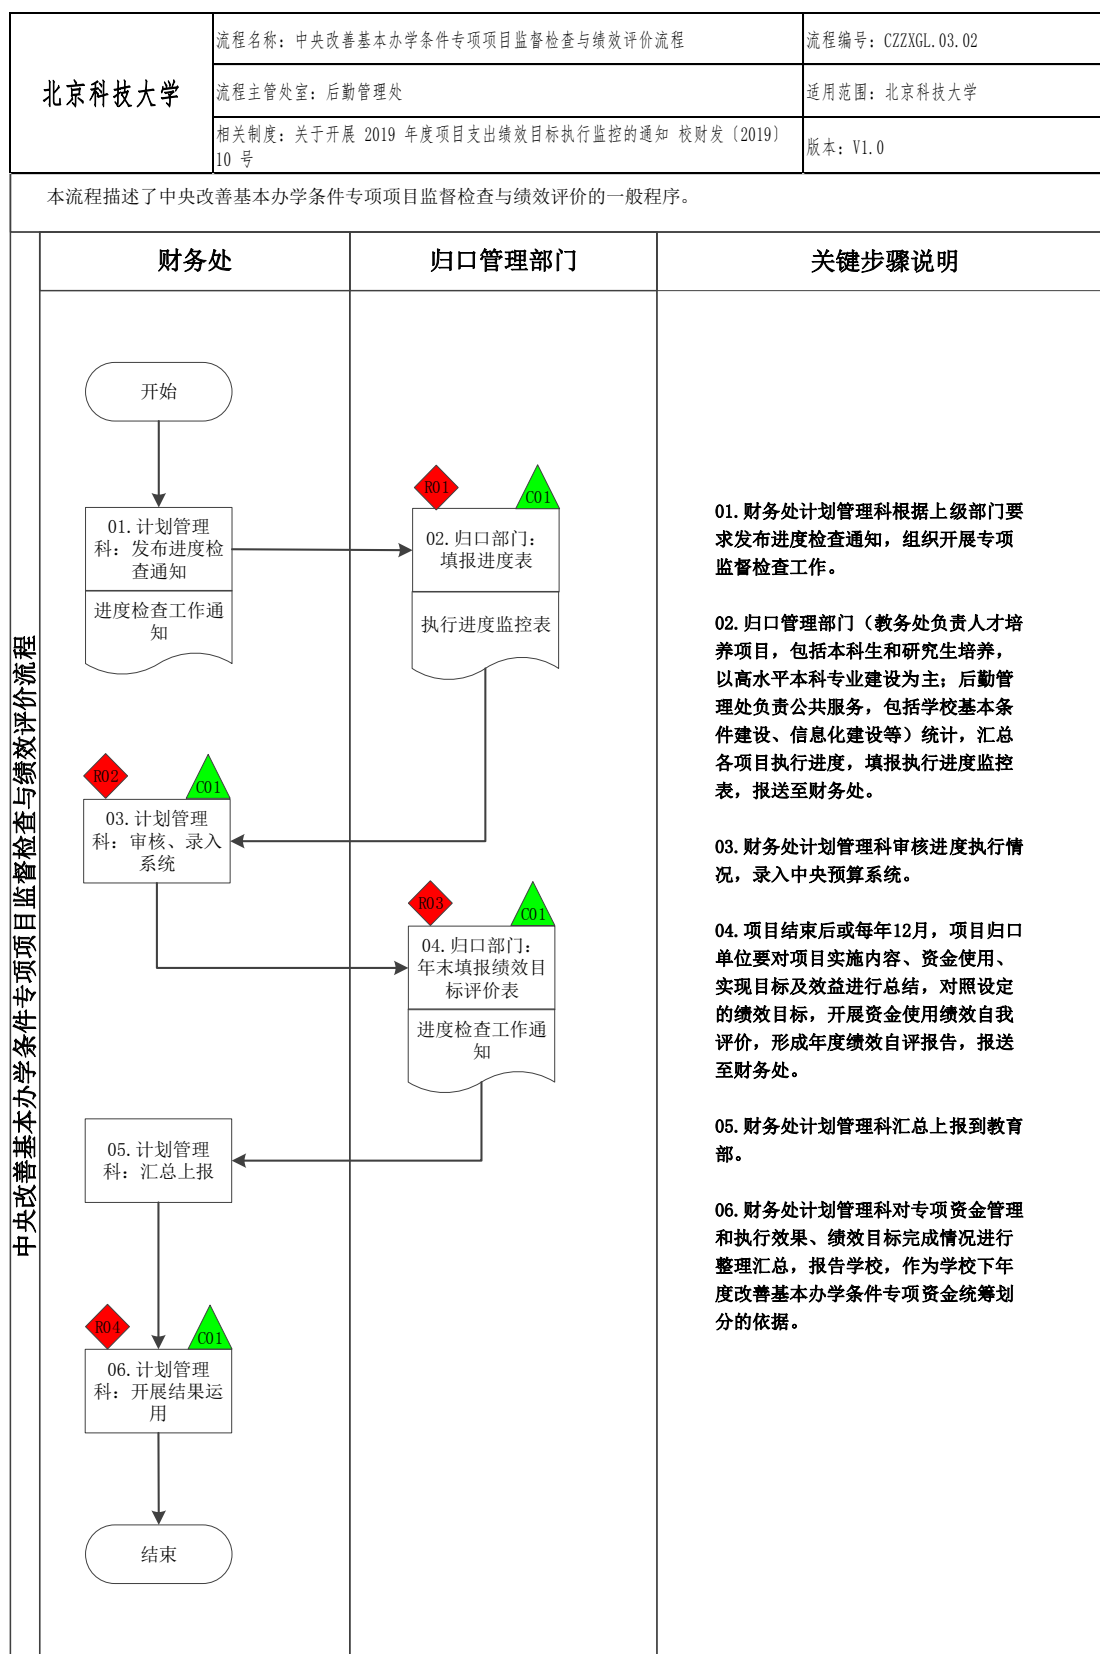 北京科技大学
流程名称：中央改善基本办学条件专项项目监督检查与绩效评价流程
流程编号：CZZXGL.03.02
流程主管处室：后勤管理处
适用范围：北京科技大学
相关制度：关于开展 2019 年度项目支出绩效目标执行监控的通知 校财发〔2019〕
10 号
版本：V1.0
本流程描述了中央改善基本办学条件专项项目监督检查与绩效评价的一般程序。
中央改善基本办学条件专项项目监督检查与绩效评价流程
财务处
归口管理部门
关键步骤说明
开始
01.计划管理
科：发布进度检
查通知
进度检查工作通
知
R01
C01
02.归口部门：
填报进度表
执行进度监控表
R02
C01
03.计划管理
科：审核、录入
系统
R03
C01
04.归口部门：
年末填报绩效目
标评价表
进度检查工作通
知
05.计划管理
科：汇总上报
R04
C01
06.计划管理
科：开展结果运
用
结束
01.财务处计划管理科根据上级部门要
求发布进度检查通知，组织开展专项
监督检查工作。
02.归口管理部门（教务处负责人才培
养项目，包括本科生和研究生培养，
以高水平本科专业建设为主；后勤管
理处负责公共服务，包括学校基本条
件建设、信息化建设等）统计，汇总
各项目执行进度，填报执行进度监控
表，报送至财务处。
03.财务处计划管理科审核进度执行情
况，录入中央预算系统。
04.项目结束后或每年12月，项目归口
单位要对项目实施内容、资金使用、
实现目标及效益进行总结，对照设定
的绩效目标，开展资金使用绩效自我
评价，形成年度绩效自评报告，报送
至财务处。
05.财务处计划管理科汇总上报到教育
部。
06.财务处计划管理科对专项资金管理
和执行效果、绩效目标完成情况进行
整理汇总，报告学校，作为学校下年
度改善基本办学条件专项资金统筹划
分的依据。